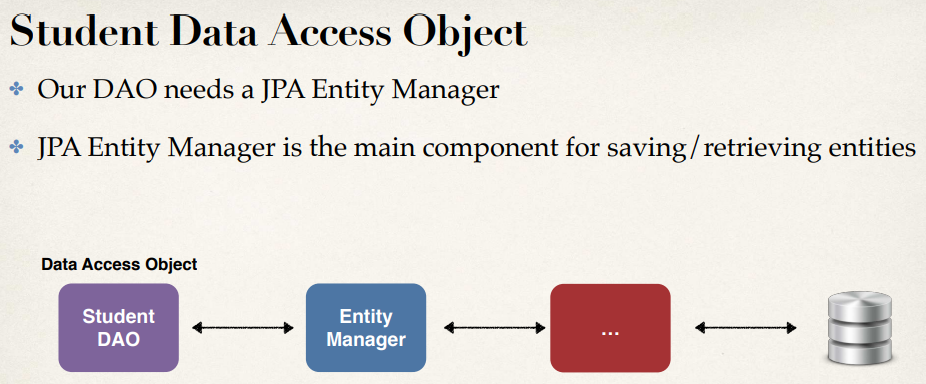 Student Data Access Object
Our DAO needs a JPA Entity Manager
JPA Entity Manager is the main component for saving/retrieving entities
Data Access Object
Student
DAO
Entity
Manager
...